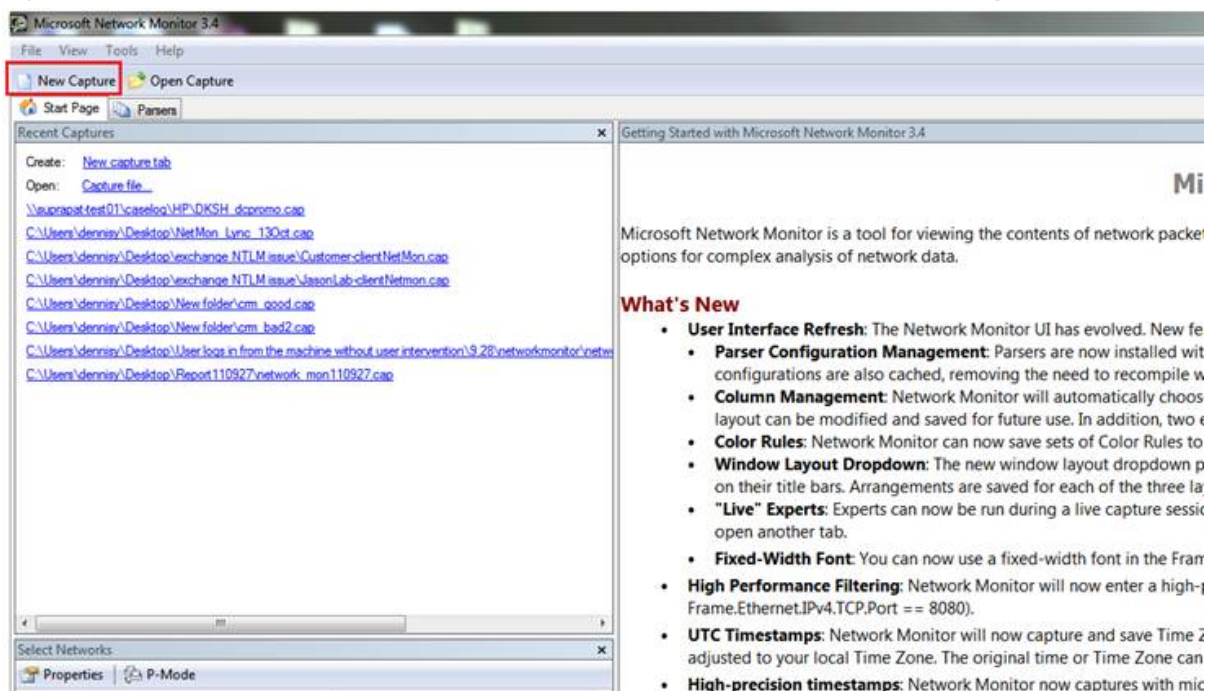 Microsoft Network Monitor 3.4
File View Tools Help
New Capture Open Capture
Start Page Parsers
Recent Captures
Create: New capture tab
Open: Capture file...
\\suprapat-test01\caselog\HP\DKSH_dcpromo.cap
C:\Users\dennisy\Desktop\NetMon_Lync_13Oct.cap
C:\Users\dennisy\Desktop\exchange NTLM issue\Customer-clientNetMon.cap
C:\Users\dennisy\Desktop\exchange NTLM issue\JasonLab-clientNetmon.cap
C:\Users\dennisy\Desktop\New folder\crm_good.cap
C:\Users\dennisy\Desktop\New folder\crm_bad2.cap
C:\Users\dennisy\Desktop\User logs in from the machine without user intervention\9.28\networkmonitor\netw
C:\Users\dennisy\Desktop\Report110927\network_mon110927.cap
Select Networks
Properties P-Mode
Getting Started with Microsoft Network Monitor 3.4
Mi
Microsoft Network Monitor is a tool for viewing the contents of network packet
options for complex analysis of network data.
What's New
• User Interface Refresh: The Network Monitor UI has evolved. New fe
• Parser Configuration Management: Parsers are now installed wit
configurations are also cached, removing the need to recompile w
• Column Management: Network Monitor will automatically choos
layout can be modified and saved for future use. In addition, two e
• Color Rules: Network Monitor can now save sets of Color Rules to
• Window Layout Dropdown: The new window layout dropdown p
on their title bars. Arrangements are saved for each of the three la
• "Live" Experts: Experts can now be run during a live capture sessi
open another tab.
• Fixed-Width Font: You can now use a fixed-width font in the Fram
• High Performance Filtering: Network Monitor will now enter a high-p
Frame.Ethernet.IPv4.TCP.Port == 8080).
• UTC Timestamps: Network Monitor will now capture and save Time Z
adjusted to your local Time Zone. The original time or Time Zone can
• High-precision timestamps: Network Monitor now captures with mic